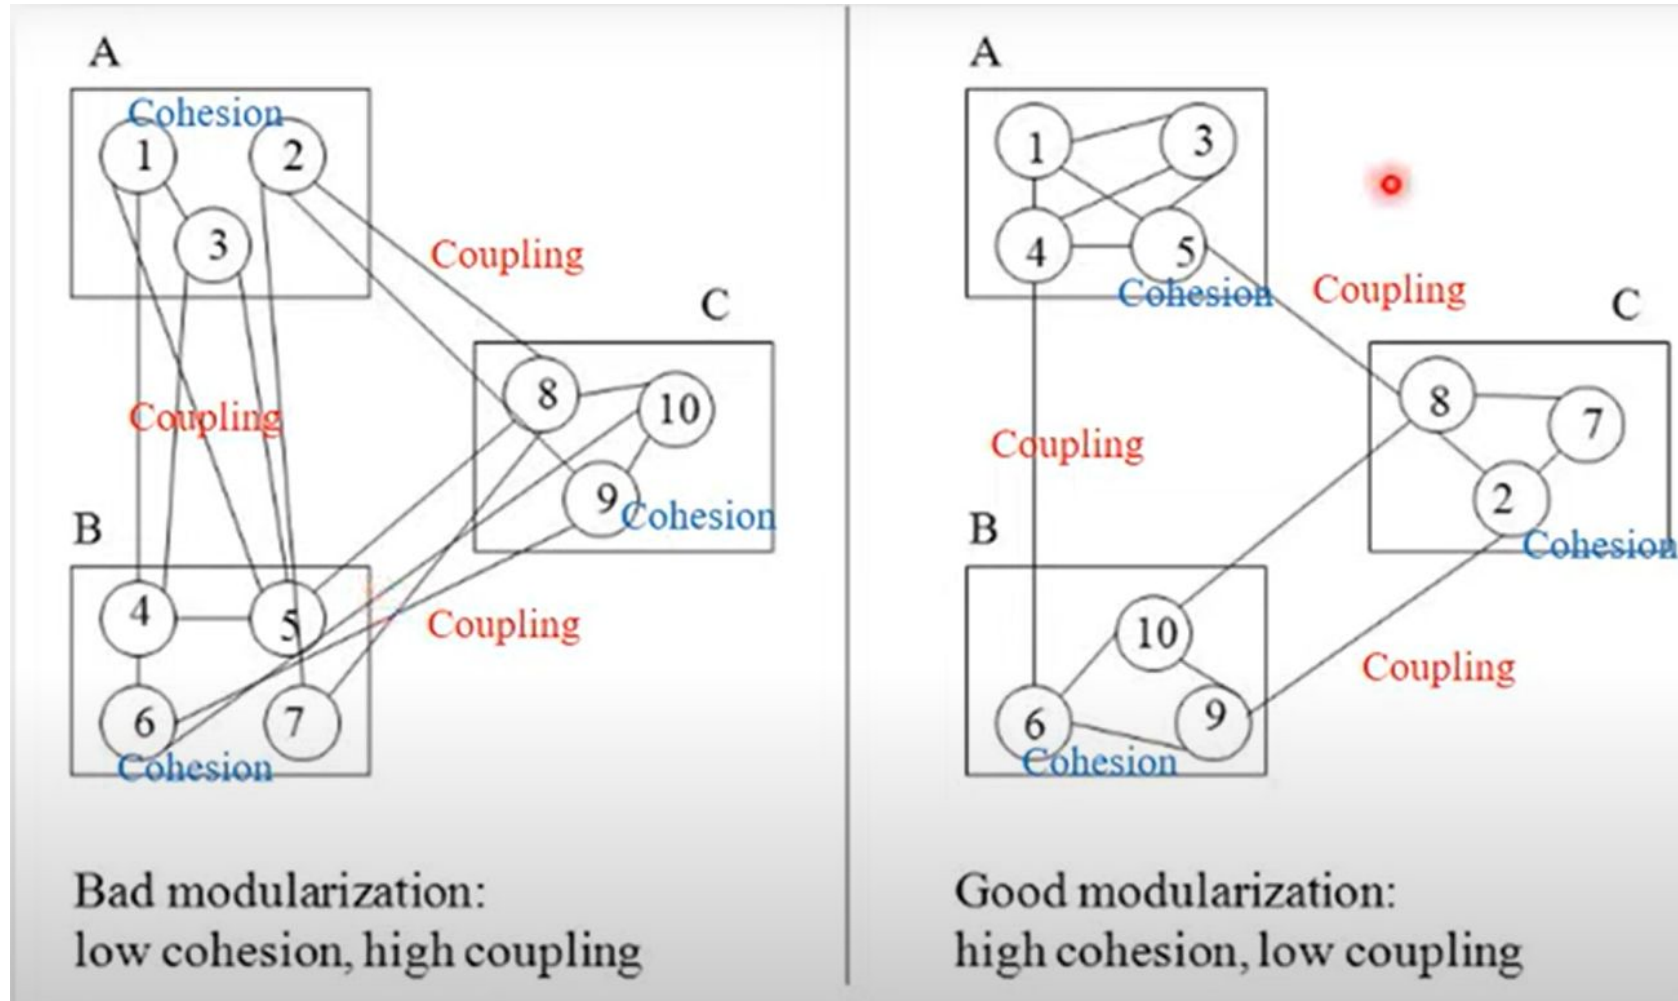 A
Cohesion
1
2
3
Coupling
C
8
10
Coupling
9
Cohesion
B
4
5
Coupling
6
7
Cohesion
Bad modularization:
low cohesion, high coupling
A
1
3
4
5
Cohesion
Coupling
C
8
7
Coupling
2
B
Cohesion
10
Coupling
6
9
Cohesion
Good modularization:
high cohesion, low coupling